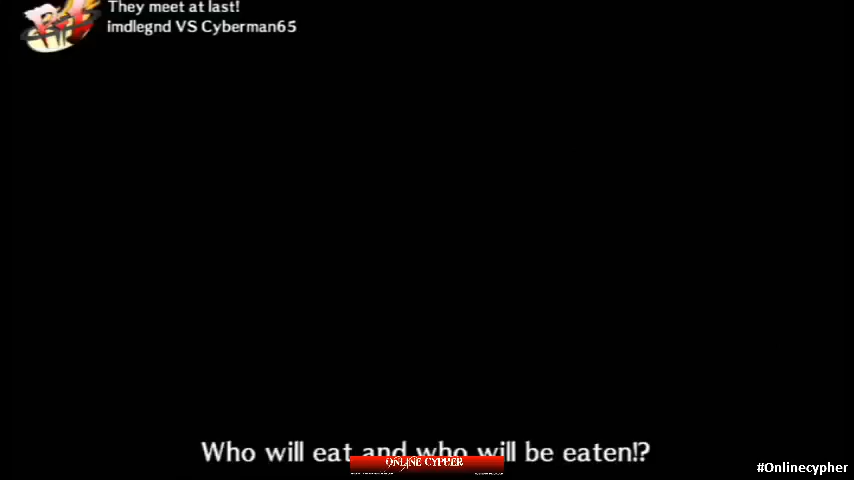 They meet at last!
imdlegnd VS Cyberman65
Who will eat and who will be eaten!?
ONLINE CYPHER
#Onlinecypher